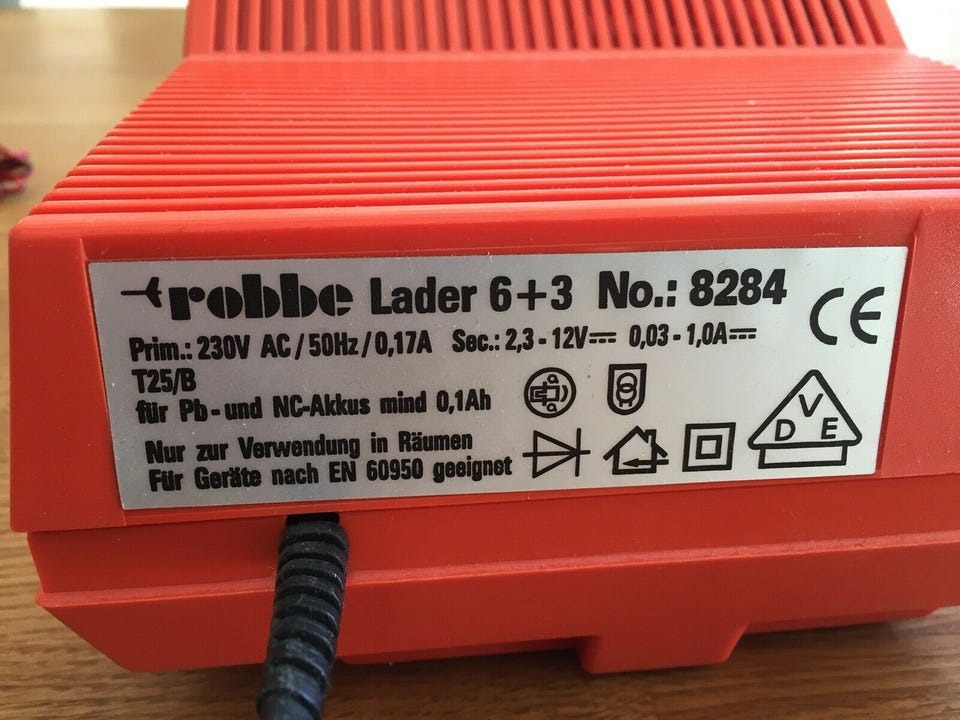 robbe Lader 6+3 No.: 8284
CE
Prim.: 230V AC / 50Hz / 0,17A Sec.: 2,3 - 12V⎓ 0,03 - 1,0A⎓
T25/B
für Pb - und NC-Akkus mind 0,1Ah
Nur zur Verwendung in Räumen
Für Geräte nach EN 60950 geeignet
VDE